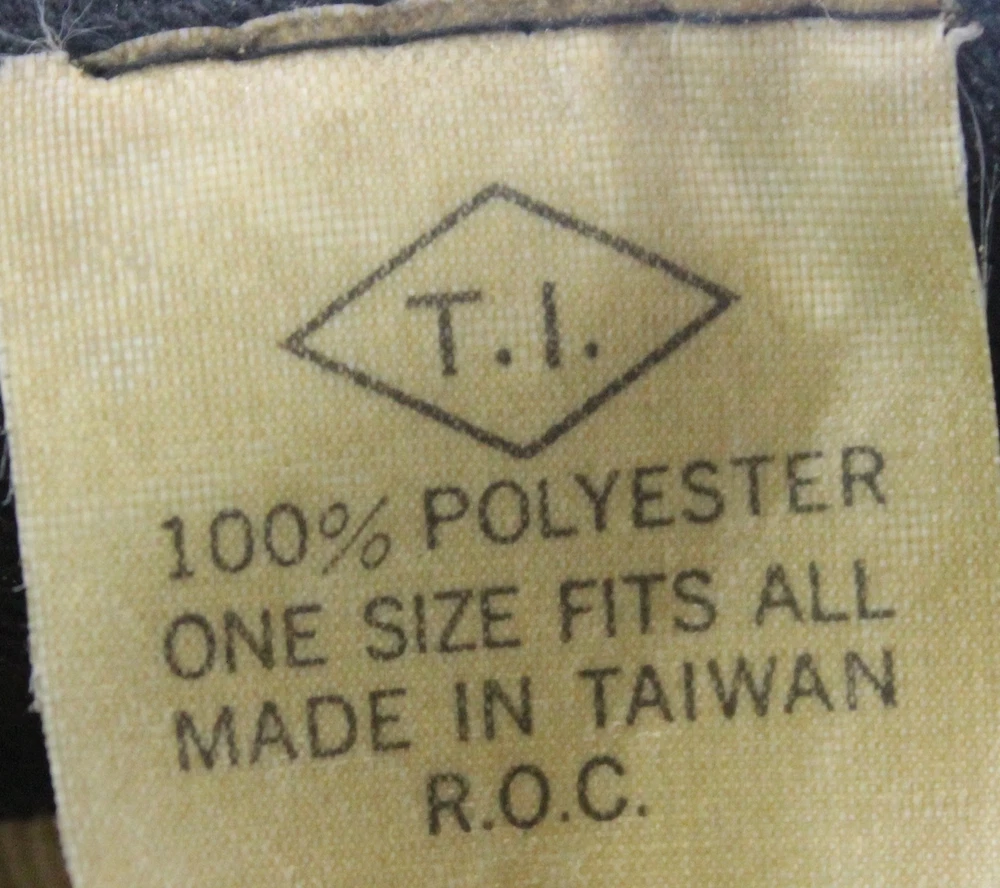 T.I.
100% POLYESTER
ONE SIZE FITS ALL
MADE IN TAIWAN
R.O.C.